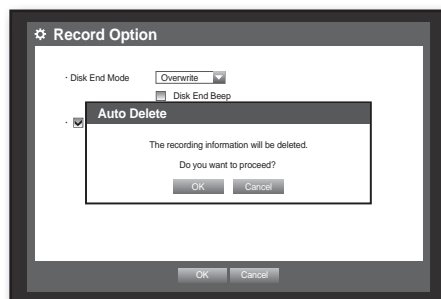 Record Option
· Disk End Mode Overwrite
Disk End Beep
·
Auto Delete
The recording information will be deleted.
Do you want to proceed?
OK Cancel
OK Cancel